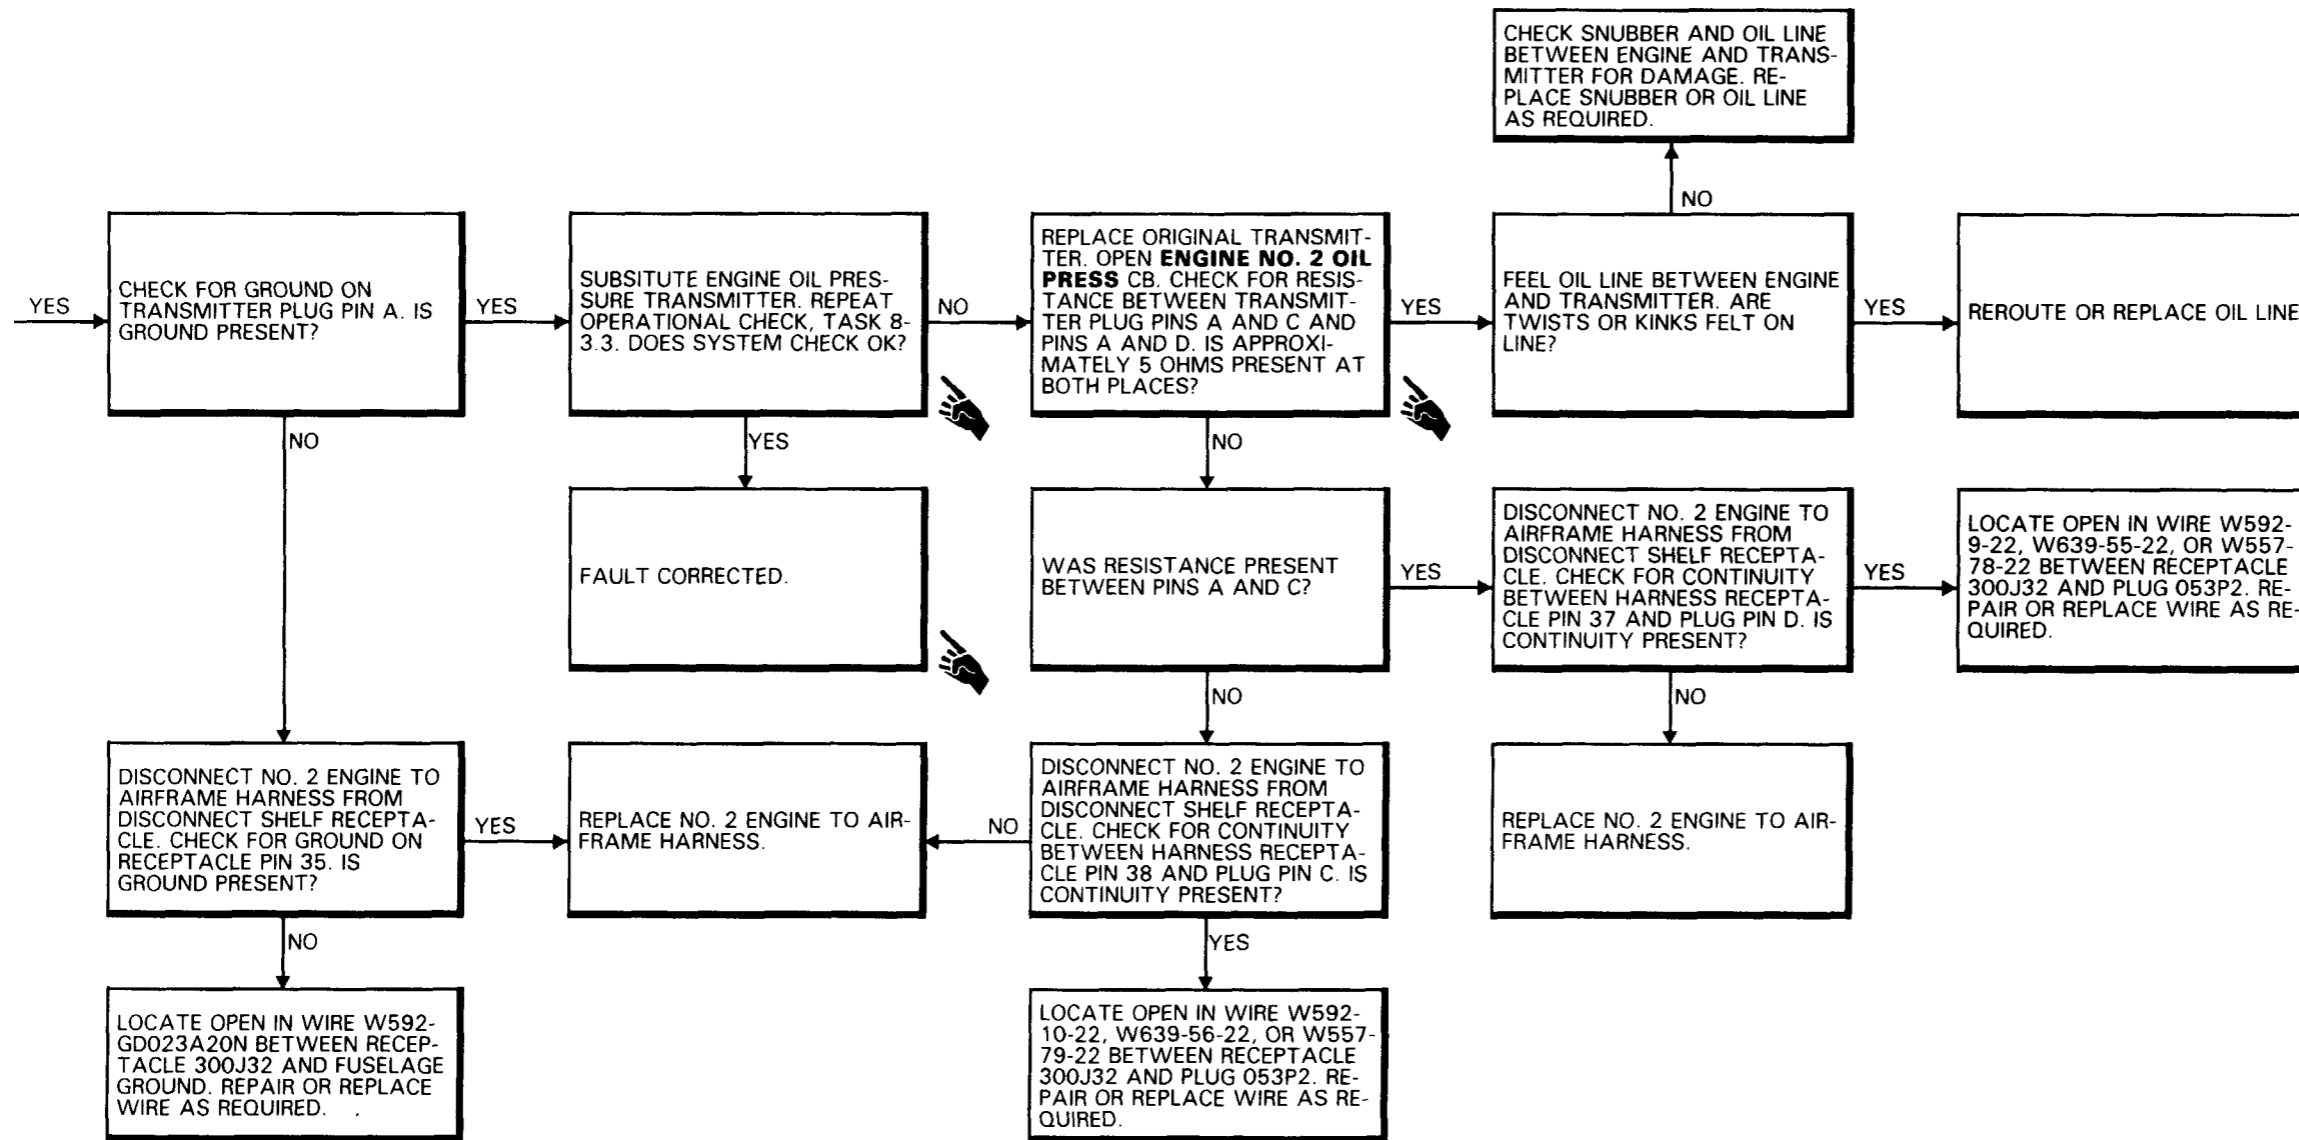 CHECK SNUBBER AND OIL LINE
BETWEEN ENGINE AND TRANS-
MITTER FOR DAMAGE. RE-
PLACE SNUBBER OR OIL LINE
AS REQUIRED.
NO
YES
CHECK FOR GROUND ON
TRANSMITTER PLUG PIN A. IS
GROUND PRESENT?
YES
SUBSITUTE ENGINE OIL PRES-
SURE TRANSMITTER. REPEAT
OPERATIONAL CHECK, TASK 8-
3.3. DOES SYSTEM CHECK OK?
NO
REPLACE ORIGINAL TRANSMIT-
TER. OPEN ENGINE NO. 2 OIL
PRESS CB. CHECK FOR RESIS-
TANCE BETWEEN TRANSMIT-
TER PLUG PINS A AND C AND
PINS A AND D. IS APPROXI-
MATELY 5 OHMS PRESENT AT
BOTH PLACES?
YES
FEEL OIL LINE BETWEEN ENGINE
AND TRANSMITTER. ARE
TWISTS OR KINKS FELT ON
LINE?
YES
REROUTE OR REPLACE OIL LINE
NO
YES
NO
FAULT CORRECTED.
WAS RESISTANCE PRESENT
BETWEEN PINS A AND C?
YES
DISCONNECT NO. 2 ENGINE TO
AIRFRAME HARNESS FROM
DISCONNECT SHELF RECEPTA-
CLE. CHECK FOR CONTINUITY
BETWEEN HARNESS RECEPTA-
CLE PIN 37 AND PLUG PIN D. IS
CONTINUITY PRESENT?
YES
LOCATE OPEN IN WIRE W592-
9-22, W639-55-22, OR W557-
78-22 BETWEEN RECEPTACLE
300J32 AND PLUG 053P2. RE-
PAIR OR REPLACE WIRE AS RE-
QUIRED.
NO
NO
DISCONNECT NO. 2 ENGINE TO
AIRFRAME HARNESS FROM
DISCONNECT SHELF RECEPTA-
CLE. CHECK FOR GROUND ON
RECEPTACLE PIN 35. IS
GROUND PRESENT?
YES
REPLACE NO. 2 ENGINE TO AIR-
FRAME HARNESS.
NO
DISCONNECT NO. 2 ENGINE TO
AIRFRAME HARNESS FROM
DISCONNECT SHELF RECEPTA-
CLE. CHECK FOR CONTINUITY
BETWEEN HARNESS RECEPTA-
CLE PIN 38 AND PLUG PIN C. IS
CONTINUITY PRESENT?
REPLACE NO. 2 ENGINE TO AIR-
FRAME HARNESS.
NO
YES
LOCATE OPEN IN WIRE W592-
GD023A20N BETWEEN RECEP-
TACLE 300J32 AND FUSELAGE
GROUND. REPAIR OR REPLACE
WIRE AS REQUIRED.
LOCATE OPEN IN WIRE W592-
10-22, W639-56-22, OR W557-
79-22 BETWEEN RECEPTACLE
300J32 AND PLUG 053P2. RE-
PAIR OR REPLACE WIRE AS RE-
QUIRED.